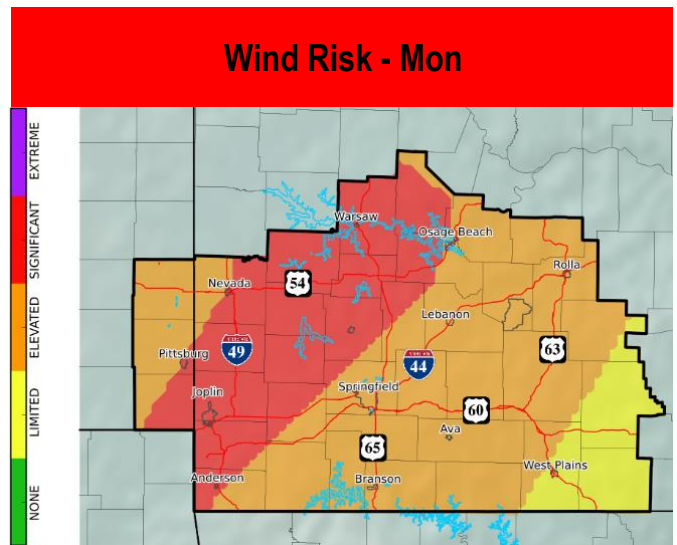 Wind Risk - Mon
EXTREME
SIGNIFICANT
ELEVATED
LIMITED
NONE
Warsaw
Osage Beach
Rolla
54
Nevada
Lebanon
Pittsburg
49
44
63
Joplin
Springfield
60
Ava
65
West Plains
Anderson
Branson